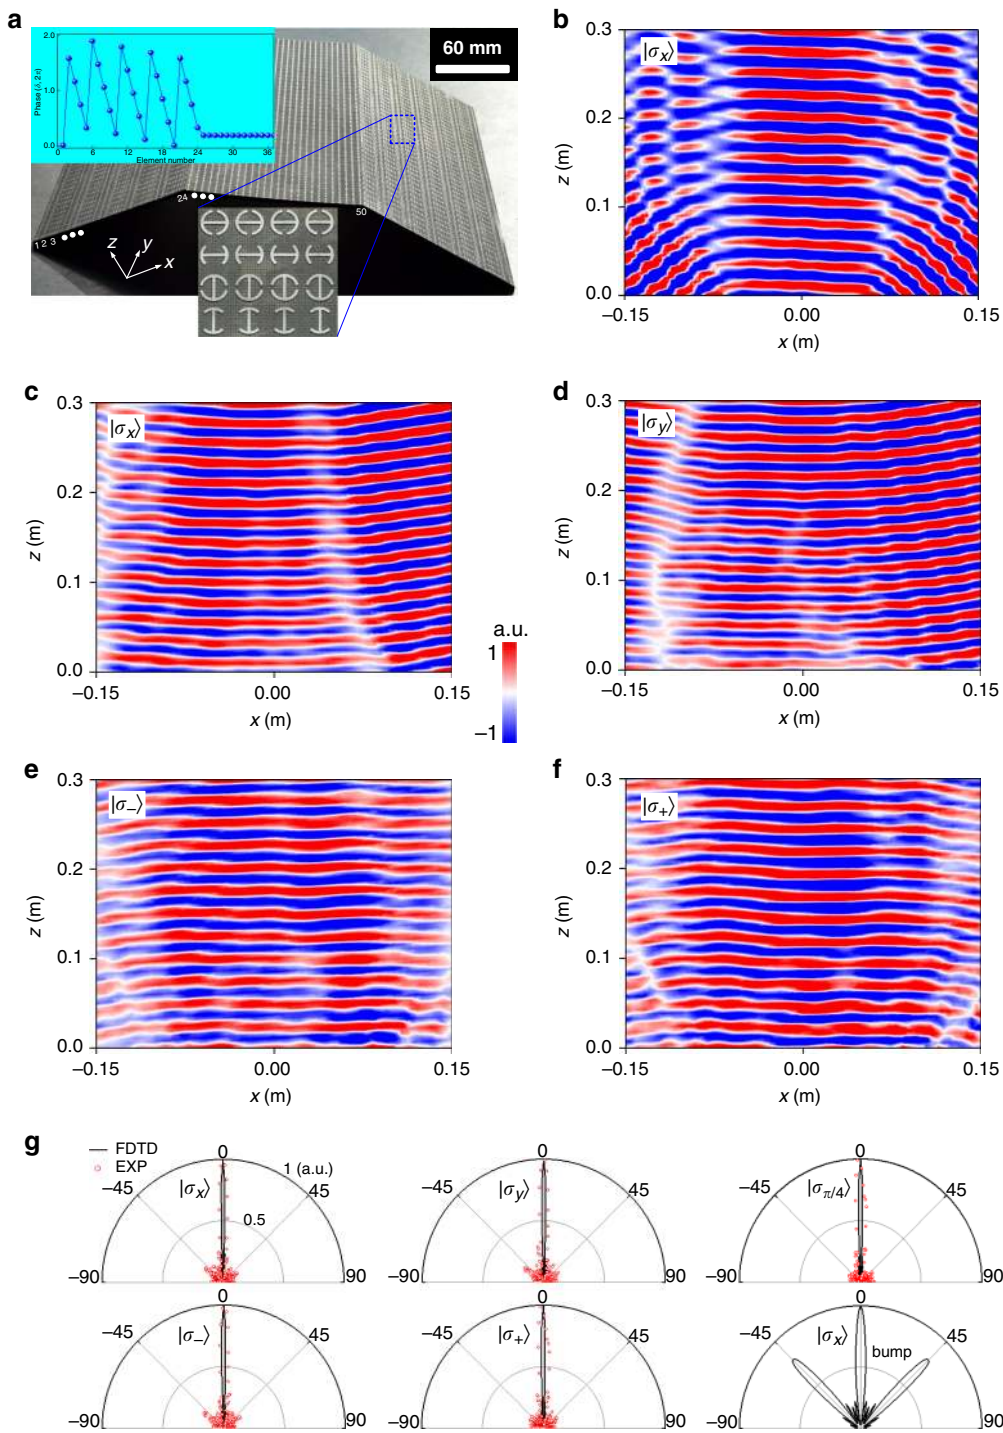 a
2.0
1.0
0.0
Phase (λ, 2π)
1 6 12 18 24 30 36
Element number
60 mm
1 2 3
24
50
z y x
b
|σx⟩
0.3
0.2
0.1
0.0
z (m)
−0.15 0.00 0.15
x (m)
c
|σx⟩
0.3
0.2
0.1
0.0
z (m)
−0.15 0.00 0.15
x (m)
a.u.
1
−1
d
|σy⟩
0.3
0.2
0.1
0.0
z (m)
−0.15 0.00 0.15
x (m)
e
|σ−⟩
0.3
0.2
0.1
0.0
z (m)
−0.15 0.00 0.15
x (m)
f
|σ+⟩
0.3
0.2
0.1
0.0
z (m)
−0.15 0.00 0.15
x (m)
g
FDTD
EXP
0
1 (a.u.)
−45 |σx⟩ 45
0.5
−90 90
0
−45 |σy⟩ 45
−90 90
0
−45 |σπ/4⟩ 45
−90 90
0
−45 |σ−⟩ 45
−90 90
0
−45 |σ+⟩ 45
−90 90
0
−45 |σx⟩ 45
bump
−90 90